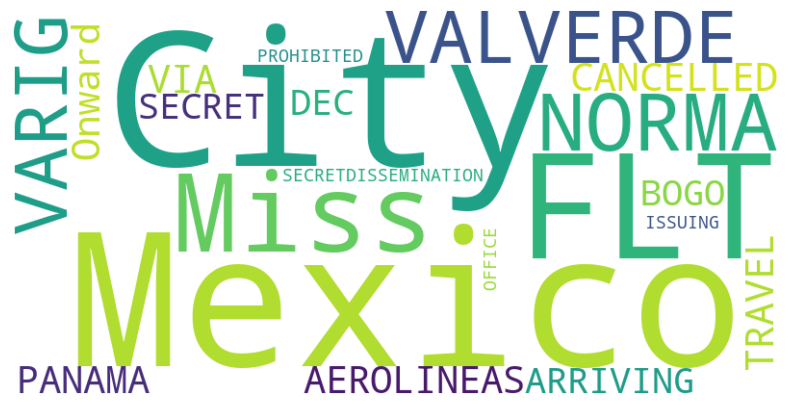 City
VALVERDE
VARIG
Onward
PROHIBITED
VIA
CANCELLED
SECRET
DEC
NORMA
SECRETDISSEMINATION
Miss
FLT
BOGO
ISSUING
Mexico
OFFICE
TRAVEL
PANAMA
AEROLINEAS
ARRIVING